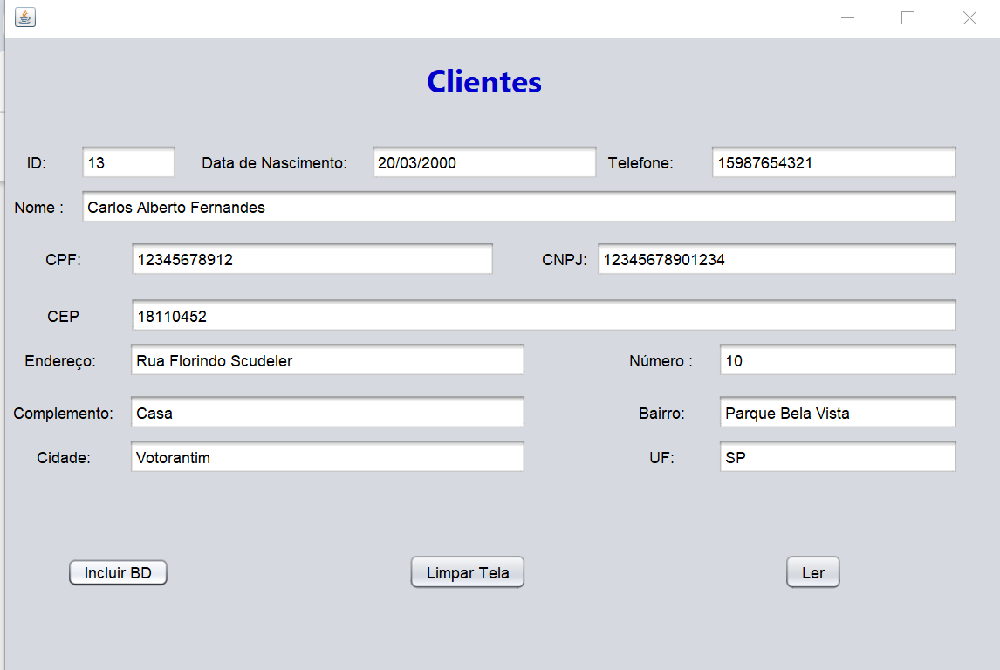 Clientes
ID: 13 Data de Nascimento: 20/03/2000 Telefone: 15987654321
Nome : Carlos Alberto Fernandes
CPF: 12345678912 CNPJ: 12345678901234
CEP 18110452
Endereço: Rua Florindo Scudeler Número : 10
Complemento: Casa Bairro: Parque Bela Vista
Cidade: Votorantim UF: SP
Incluir BD Limpar Tela Ler